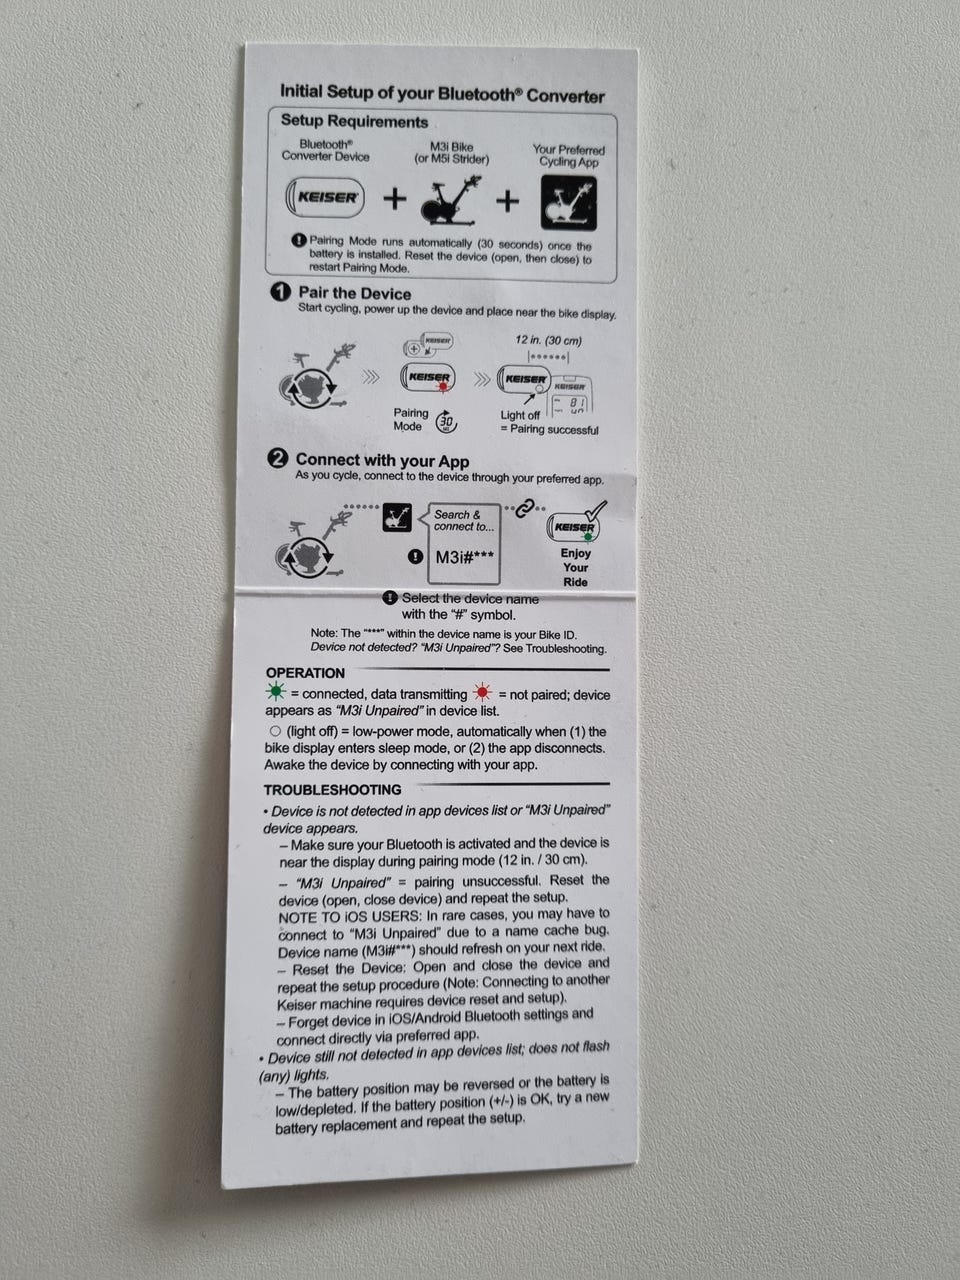 Initial Setup of your Bluetooth® Converter
Setup Requirements
Bluetooth®
Converter Device
M3i Bike
(or M5i Strider)
Your Preferred
Cycling App
KEISER
+
+
! Pairing Mode runs automatically (30 seconds) once the
battery is installed. Reset the device (open, then close) to
restart Pairing Mode.
1 Pair the Device
Start cycling, power up the device and place near the bike display.
KEISER
KEISER
12 in. (30 cm)
KEISER
KEISER
81
Pairing
Mode
30
Light off
= Pairing successful
2 Connect with your App
As you cycle, connect to the device through your preferred app.
Search &
connect to...
! M3i#***
KEISER
Enjoy
Your
Ride
! Select the device name
with the "#" symbol.
Note: The "***" within the device name is your Bike ID.
Device not detected? "M3i Unpaired"? See Troubleshooting.
OPERATION
= connected, data transmitting = not paired; device
appears as "M3i Unpaired" in device list.
(light off) = low-power mode, automatically when (1) the
bike display enters sleep mode, or (2) the app disconnects.
Awake the device by connecting with your app.
TROUBLESHOOTING
• Device is not detected in app devices list or "M3i Unpaired"
device appears.
– Make sure your Bluetooth is activated and the device is
near the display during pairing mode (12 in. / 30 cm).
– "M3i Unpaired" = pairing unsuccessful. Reset the
device (open, close device) and repeat the setup.
NOTE TO iOS USERS: In rare cases, you may have to
connect to "M3i Unpaired" due to a name cache bug.
Device name (M3i#***) should refresh on your next ride.
– Reset the Device: Open and close the device and
repeat the setup procedure (Note: Connecting to another
Keiser machine requires device reset and setup).
– Forget device in iOS/Android Bluetooth settings and
connect directly via preferred app.
• Device still not detected in app devices list; does not flash
(any) lights.
– The battery position may be reversed or the battery is
low/depleted. If the battery position (+/-) is OK, try a new
battery replacement and repeat the setup.